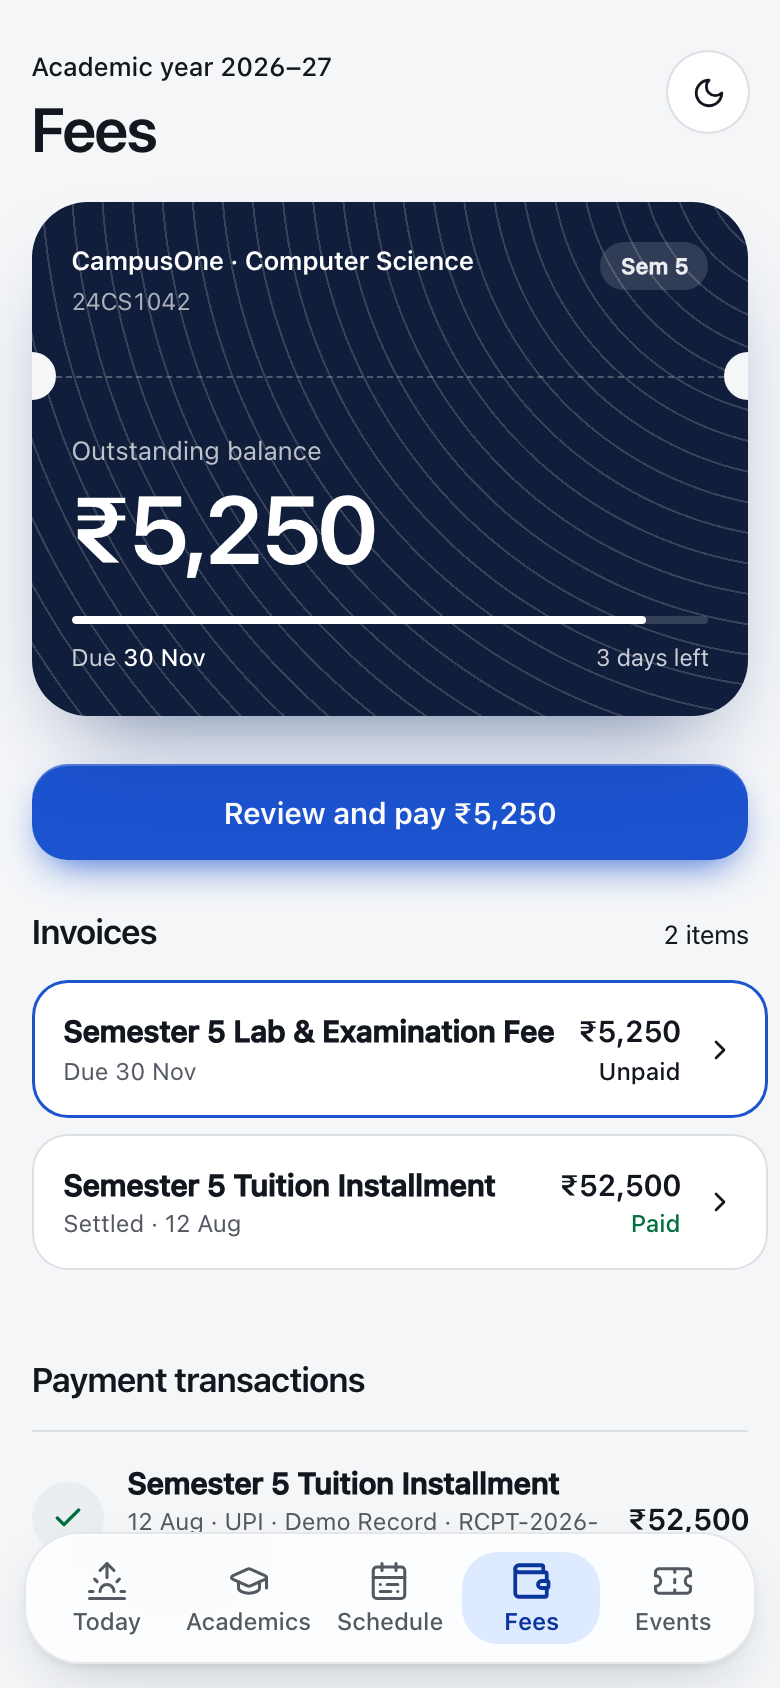 Academic year 2026–27
Fees
CampusOne · Computer Science
Sem 5
24CS1042
Outstanding balance
₹5,250
Due 30 Nov
3 days left
Review and pay ₹5,250
Invoices
2 items
Semester 5 Lab & Examination Fee
₹5,250
Due 30 Nov
Unpaid
Semester 5 Tuition Installment
₹52,500
Settled · 12 Aug
Paid
Payment transactions
Semester 5 Tuition Installment
12 Aug · UPI · Demo Record · RCPT-2026-
₹52,500
Today
Academics
Schedule
Fees
Events